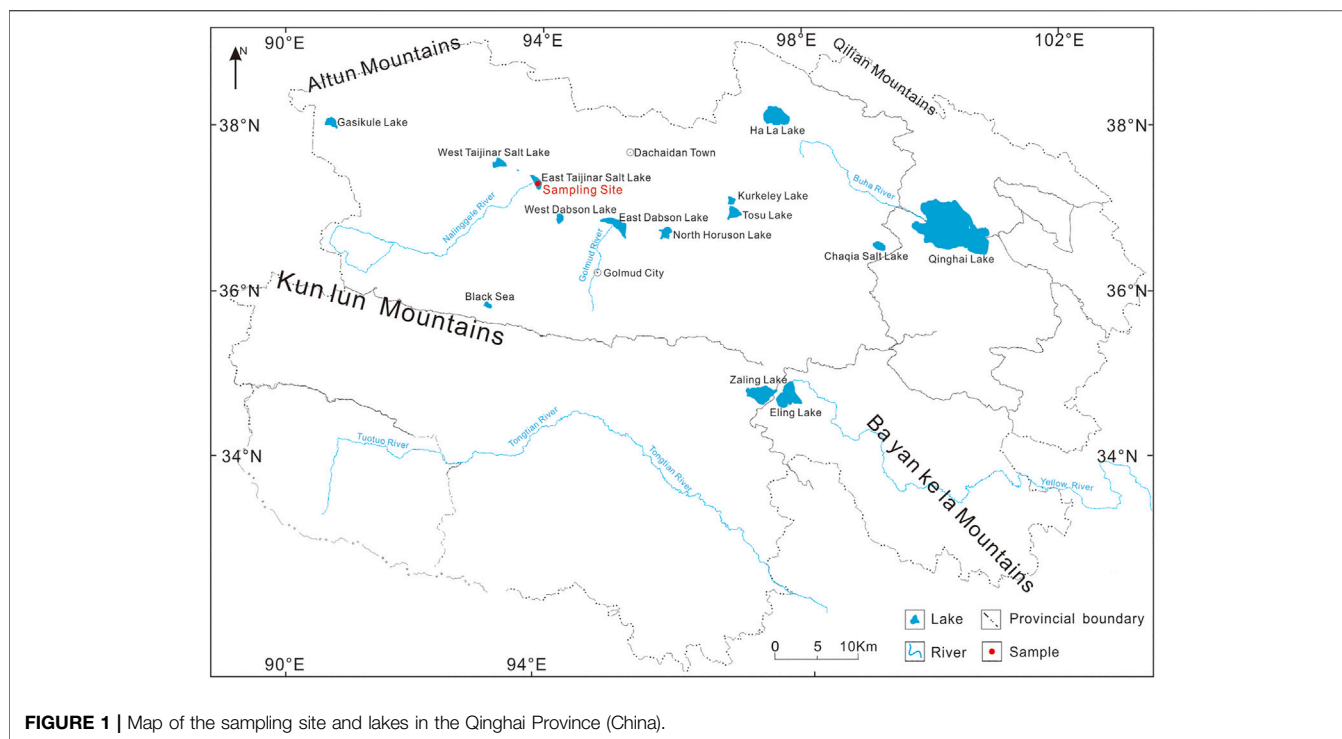 90°E
94°E
98°E
102°E
N
Altun Mountains
Qilian Mountains
38°N
Gasikule Lake
Ha La Lake
38°N
West Taijinar Salt Lake
Dachaidan Town
East Taijinar Salt Lake
Sampling Site
Nalinggele River
Buha River
Kurkeley Lake
Tosu Lake
West Dabson Lake
East Dabson Lake
North Horuson Lake
Golmud River
Golmud City
Chaqia Salt Lake
Qinghai Lake
36°N
36°N
Black Sea
Kun lun Mountains
Zaling Lake
Eling Lake
Ba yan ke la Mountains
34°N
Tuotuo River
Tongtian River
Tongtian River
34°N
Yellow River
Lake
Provincial boundary
River
Sample
0 5 10Km
90°E
94°E
98°E
102°E
FIGURE 1 | Map of the sampling site and lakes in the Qinghai Province (China).